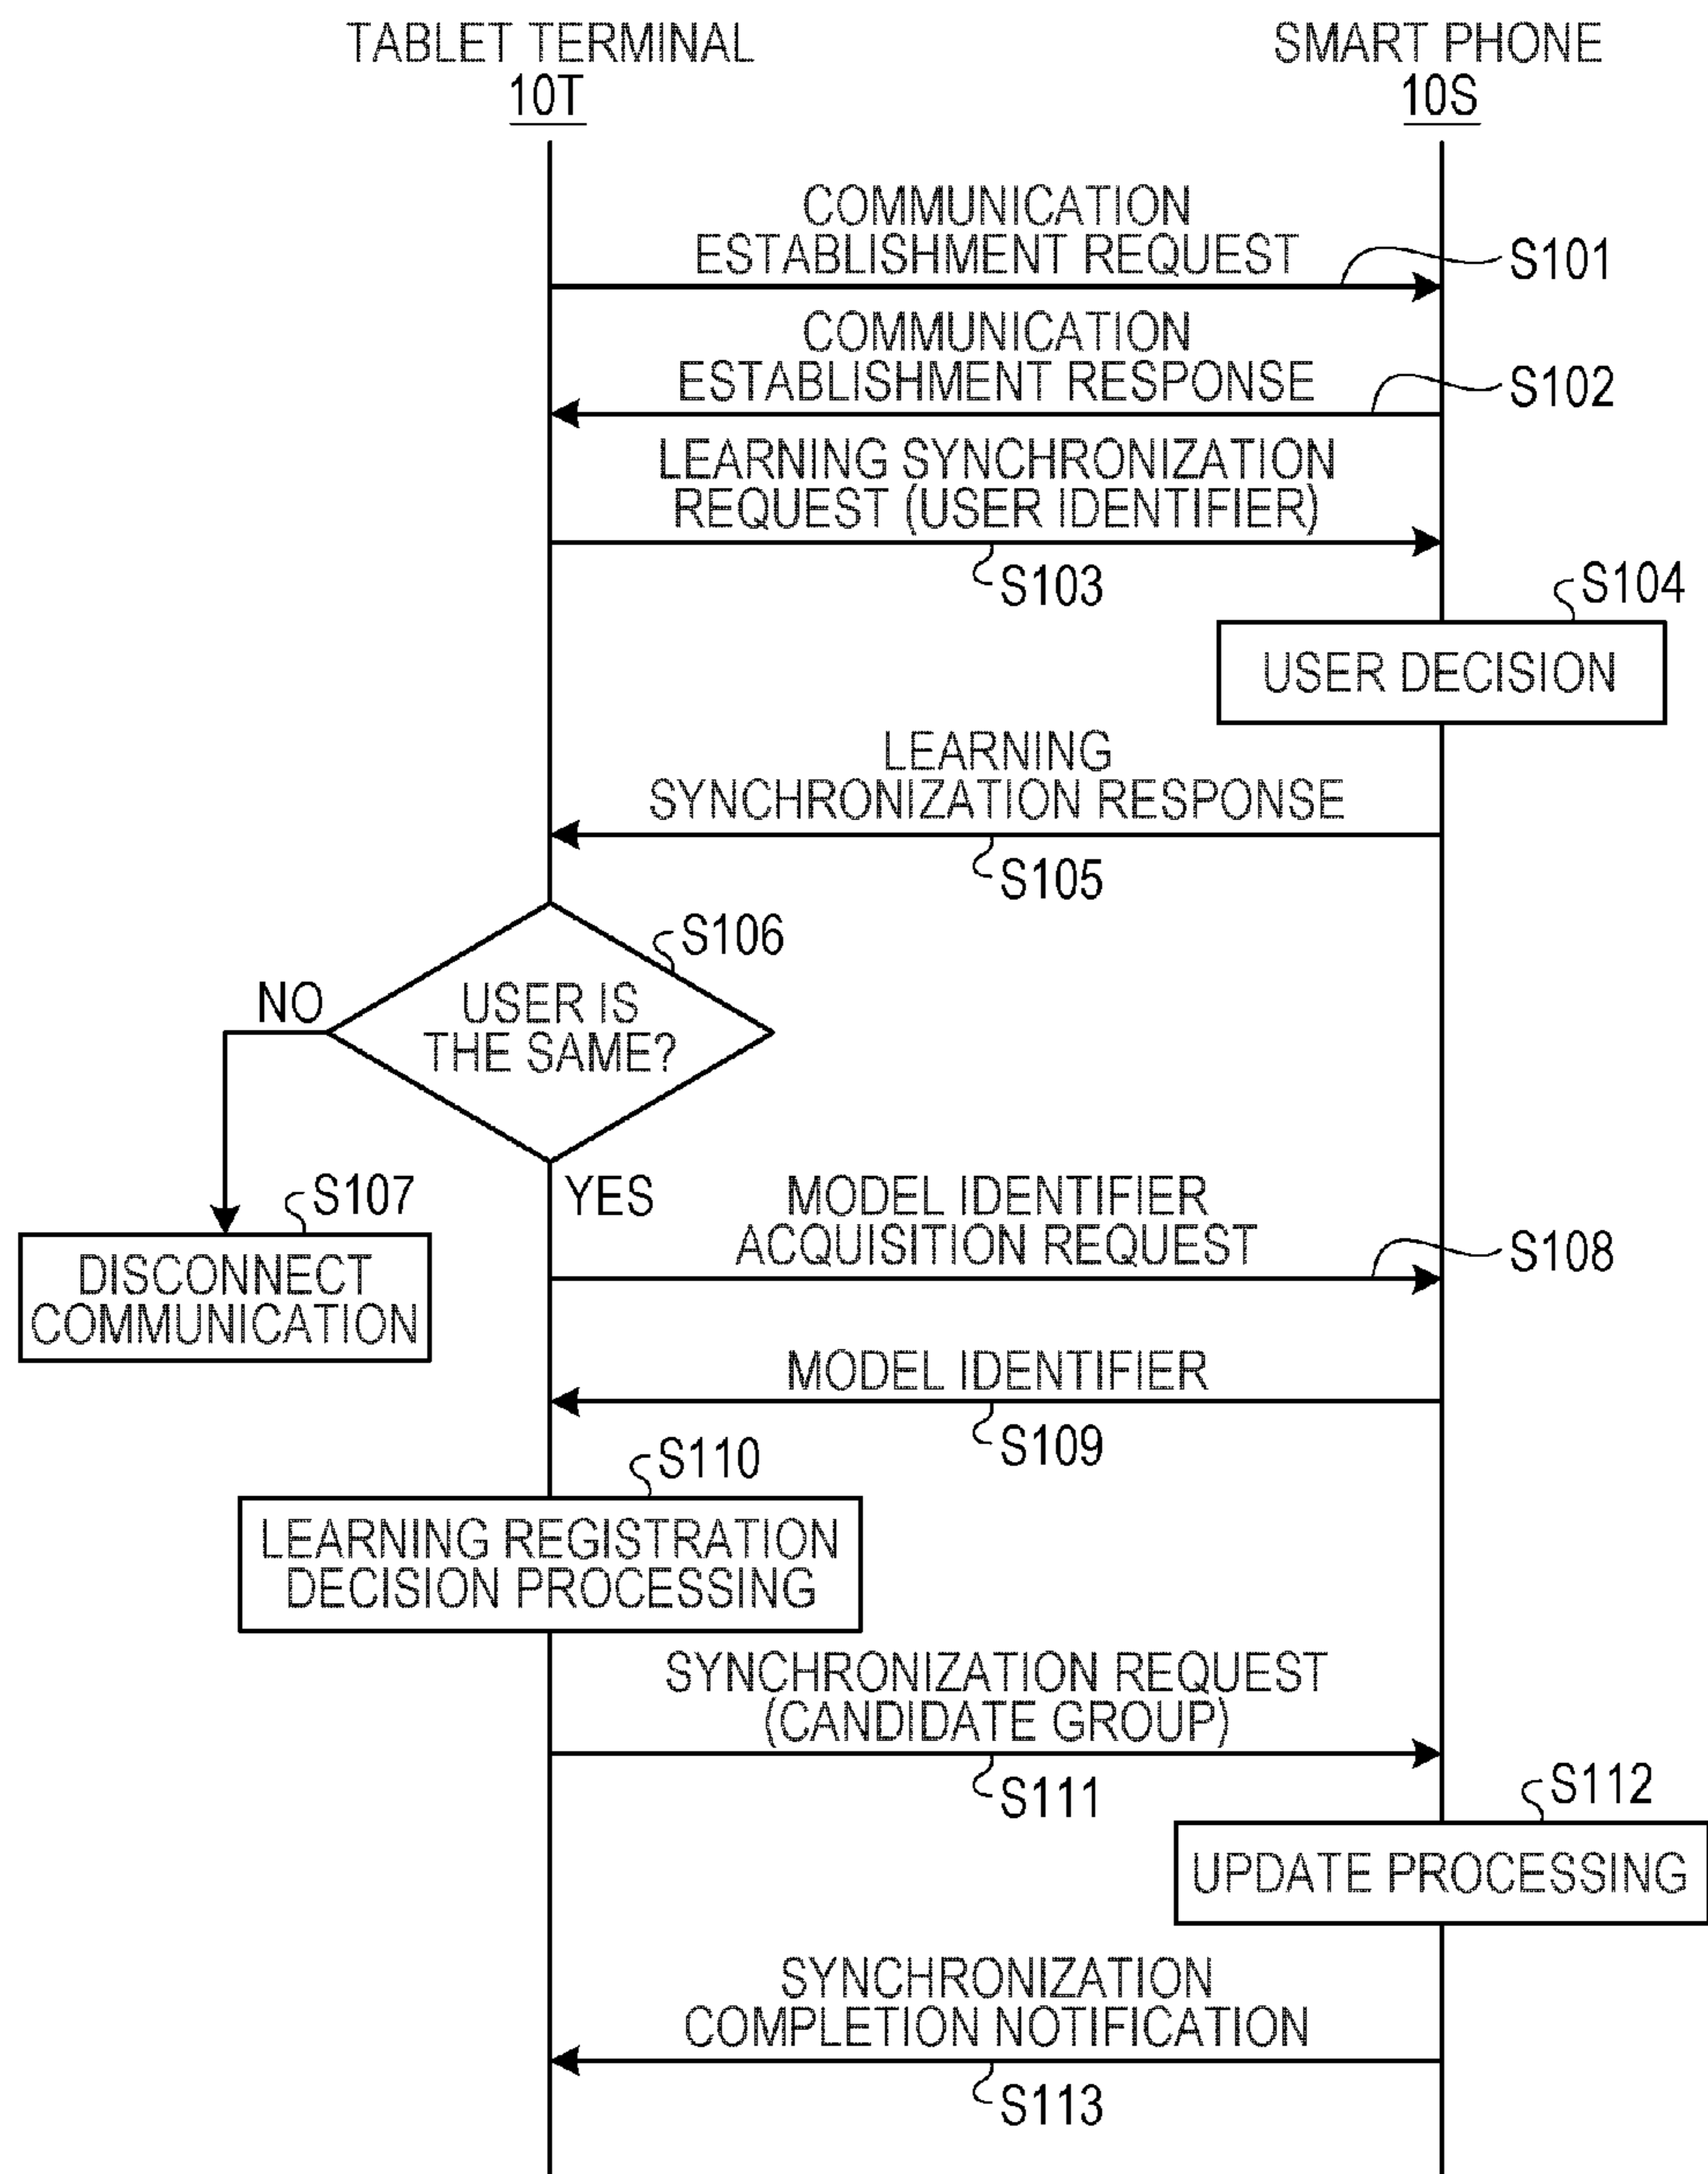 TABLET TERMINAL
10T
SMART PHONE
10S
COMMUNICATION
ESTABLISHMENT REQUEST
S101
COMMUNICATION
ESTABLISHMENT RESPONSE
S102
LEARNING SYNCHRONIZATION
REQUEST (USER IDENTIFIER)
S103
S104
USER DECISION
LEARNING
SYNCHRONIZATION RESPONSE
S105
S106
NO
USER IS
THE SAME?
S107
YES
DISCONNECT
COMMUNICATION
MODEL IDENTIFIER
ACQUISITION REQUEST
S108
MODEL IDENTIFIER
S109
S110
LEARNING REGISTRATION
DECISION PROCESSING
SYNCHRONIZATION REQUEST
(CANDIDATE GROUP)
S111
S112
UPDATE PROCESSING
SYNCHRONIZATION
COMPLETION NOTIFICATION
S113